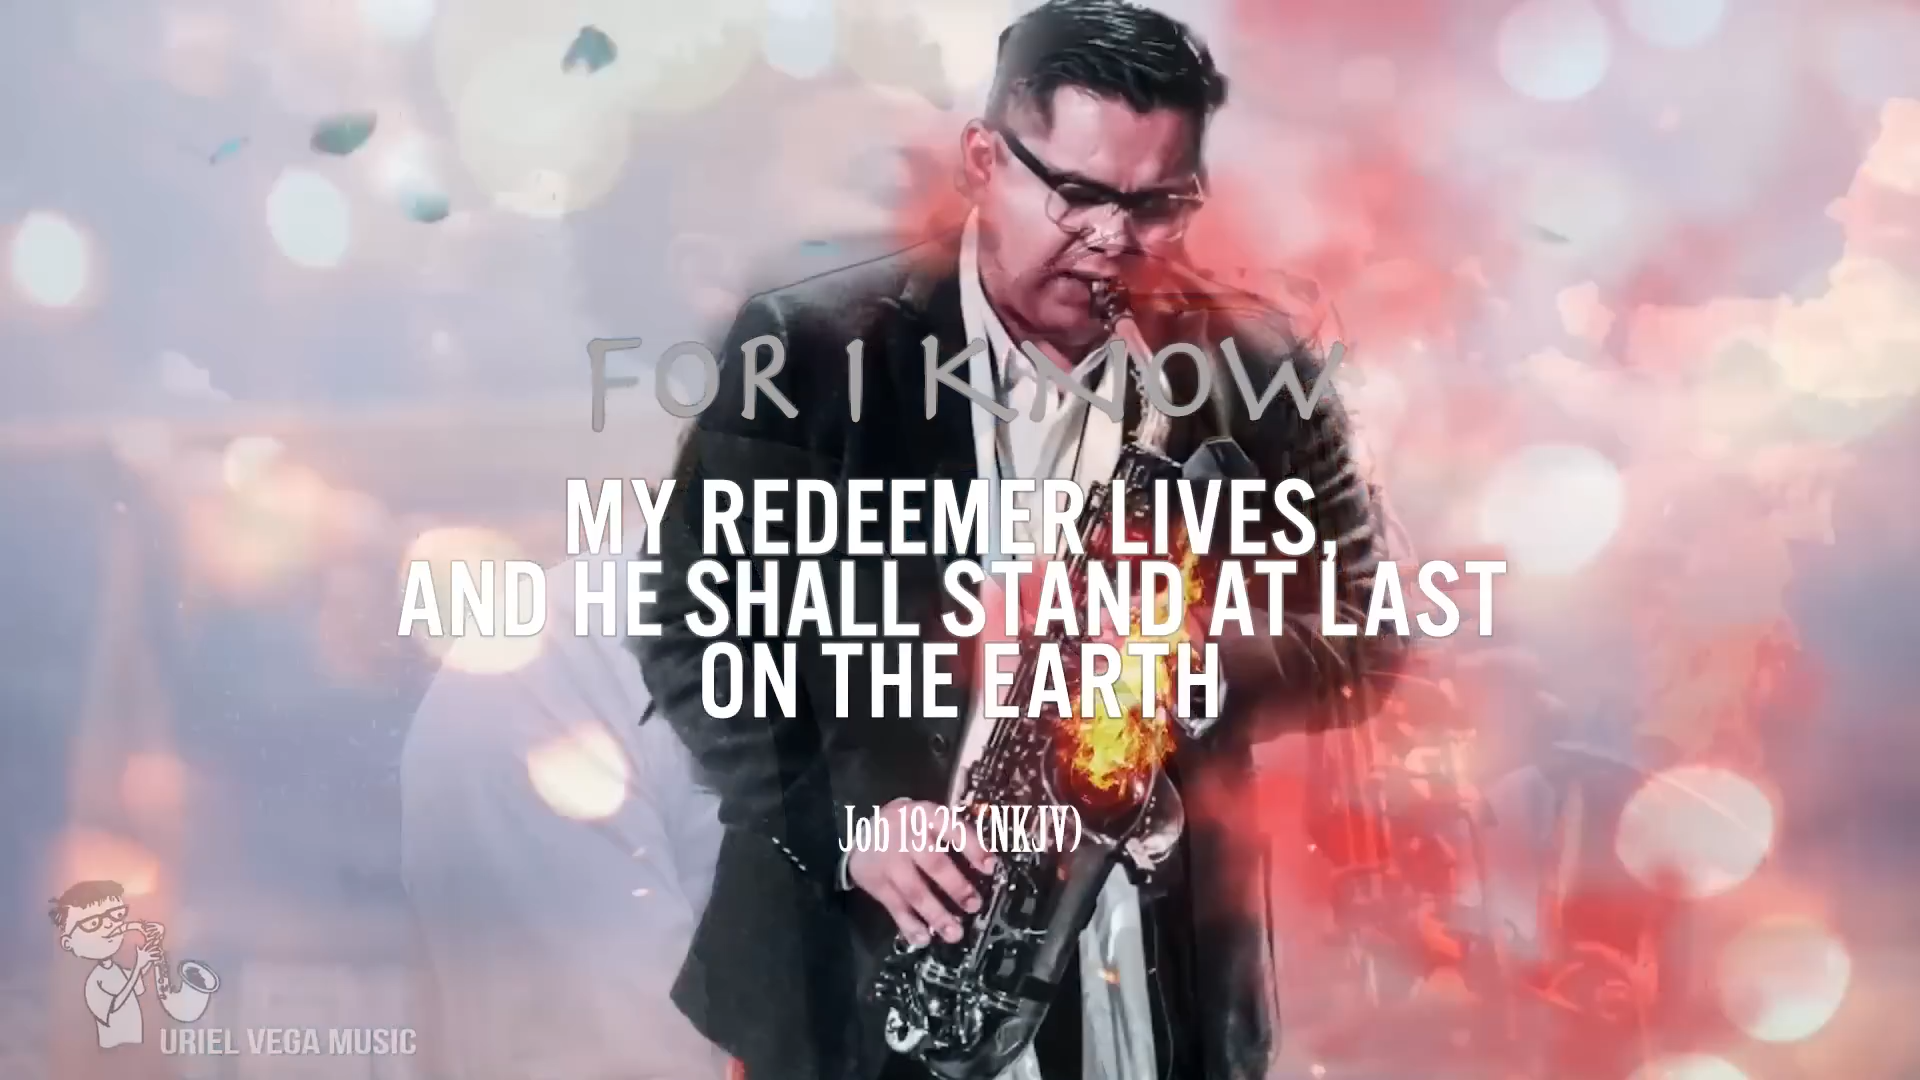 FOR I KNOW
MY REDEEMER LIVES,
AND HE SHALL STAND AT LAST
ON THE EARTH
Job 19:25 (NKJV)
URIEL VEGA MUSIC